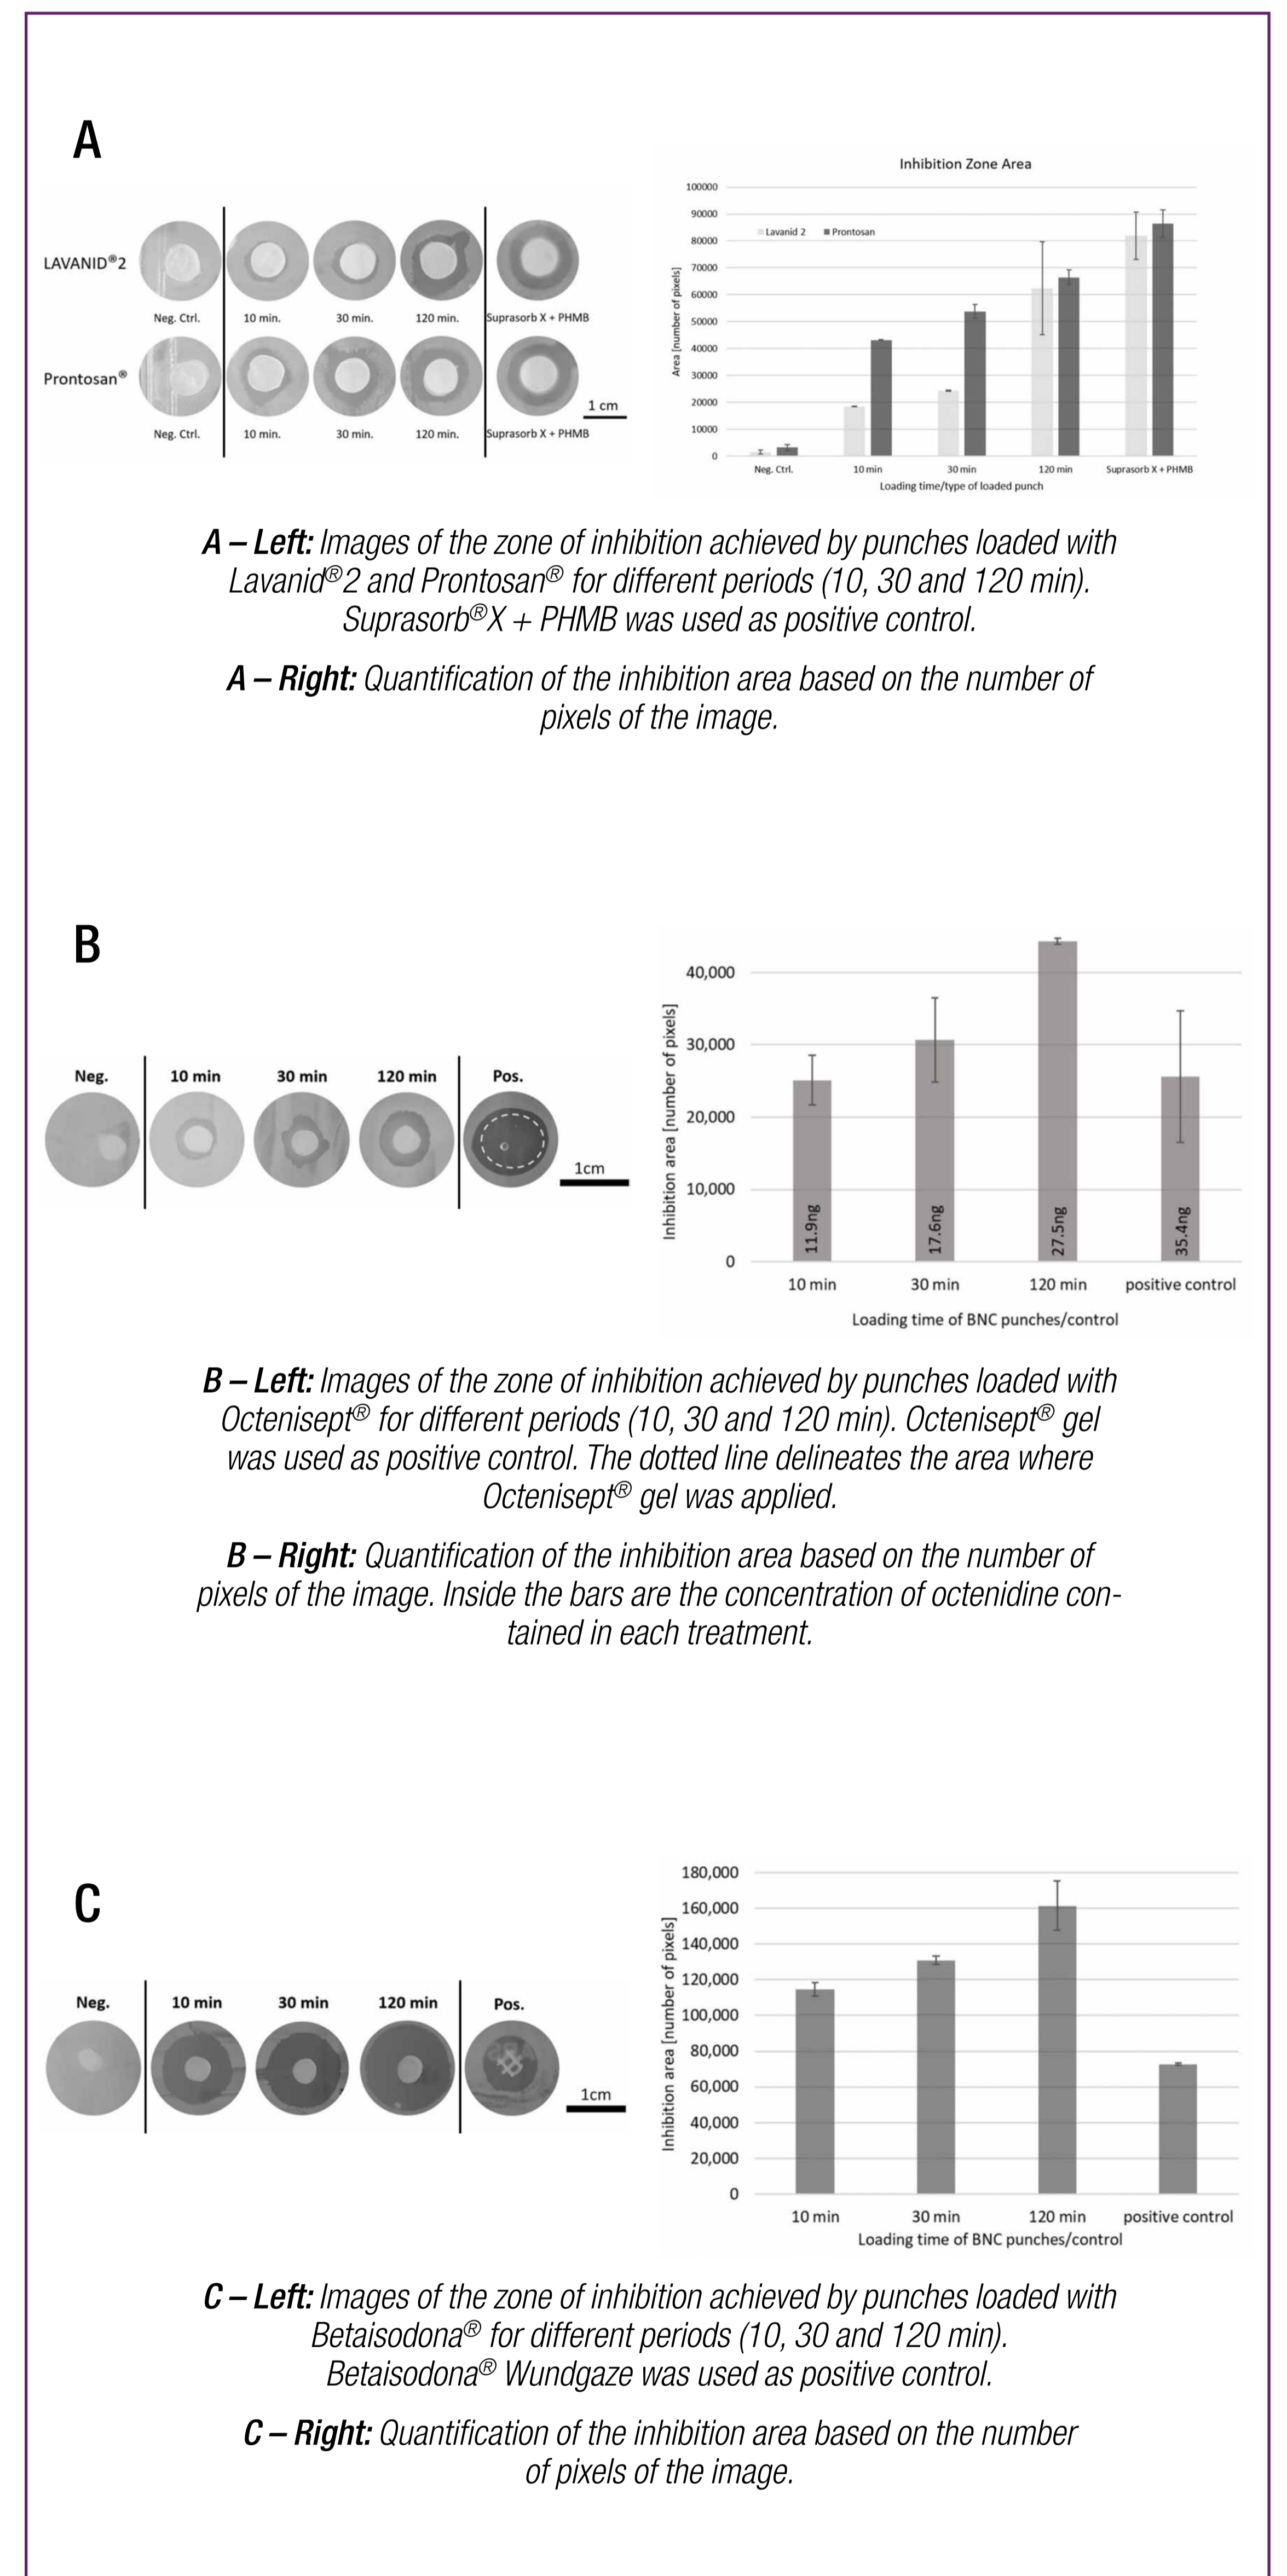 A
LAVANID®2
Neg. Ctrl.
10 min.
30 min.
120 min.
Suprasorb X + PHMB
Prontosan®
1 cm
Neg. Ctrl.
10 min.
30 min.
120 min.
Suprasorb X + PHMB
Inhibition Zone Area
100000
90000
80000
70000
60000
50000
40000
30000
20000
10000
0
Area [number of pixels]
Lavanid 2
Prontosan
Neg. Ctrl.
10 min
30 min
120 min
Suprasorb X + PHMB
Loading time/type of loaded punch
A – Left: Images of the zone of inhibition achieved by punches loaded with
Lavanid®2 and Prontosan® for different periods (10, 30 and 120 min).
Suprasorb®X + PHMB was used as positive control.
A – Right: Quantification of the inhibition area based on the number of
pixels of the image.
B
Neg.
10 min
30 min
120 min
Pos.
1cm
40,000
30,000
20,000
10,000
0
Inhibition area [number of pixels]
11.9ng
17.6ng
27.5ng
35.4ng
10 min
30 min
120 min
positive control
Loading time of BNC punches/control
B – Left: Images of the zone of inhibition achieved by punches loaded with
Octenisept® for different periods (10, 30 and 120 min). Octenisept® gel
was used as positive control. The dotted line delineates the area where
Octenisept® gel was applied.
B – Right: Quantification of the inhibition area based on the number of
pixels of the image. Inside the bars are the concentration of octenidine con-
tained in each treatment.
C
Neg.
10 min
30 min
120 min
Pos.
1cm
180,000
160,000
140,000
120,000
100,000
80,000
60,000
40,000
20,000
0
Inhibition area [number of pixels]
10 min
30 min
120 min
positive control
Loading time of BNC punches/control
C – Left: Images of the zone of inhibition achieved by punches loaded with
Betaisodona® for different periods (10, 30 and 120 min).
Betaisodona® Wundgaze was used as positive control.
C – Right: Quantification of the inhibition area based on the number
of pixels of the image.